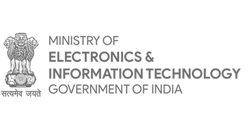 MINISTRY OF
ELECTRONICS &
INFORMATION TECHNOLOGY
GOVERNMENT OF INDIA
सत्यमेव जयते